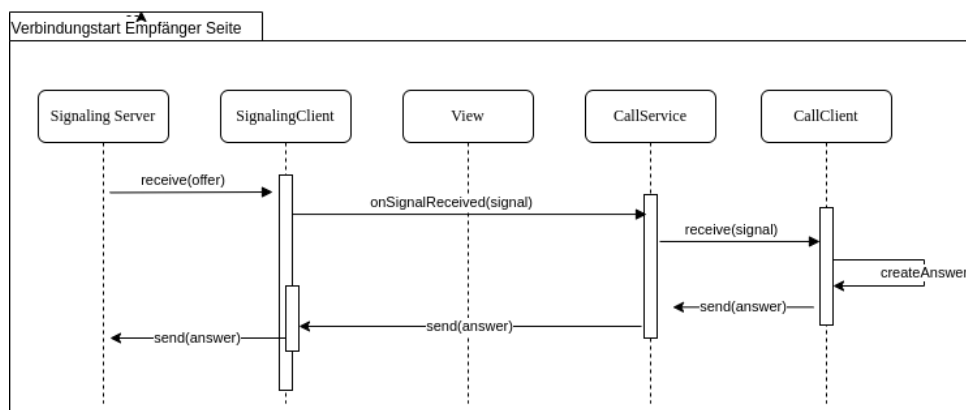 Verbindungstart Empfänger Seite
Signaling Server
SignalingClient
View
CallService
CallClient
receive(offer)
onSignalReceived(signal)
receive(signal)
createAnswer
send(answer)
send(answer)
send(answer)